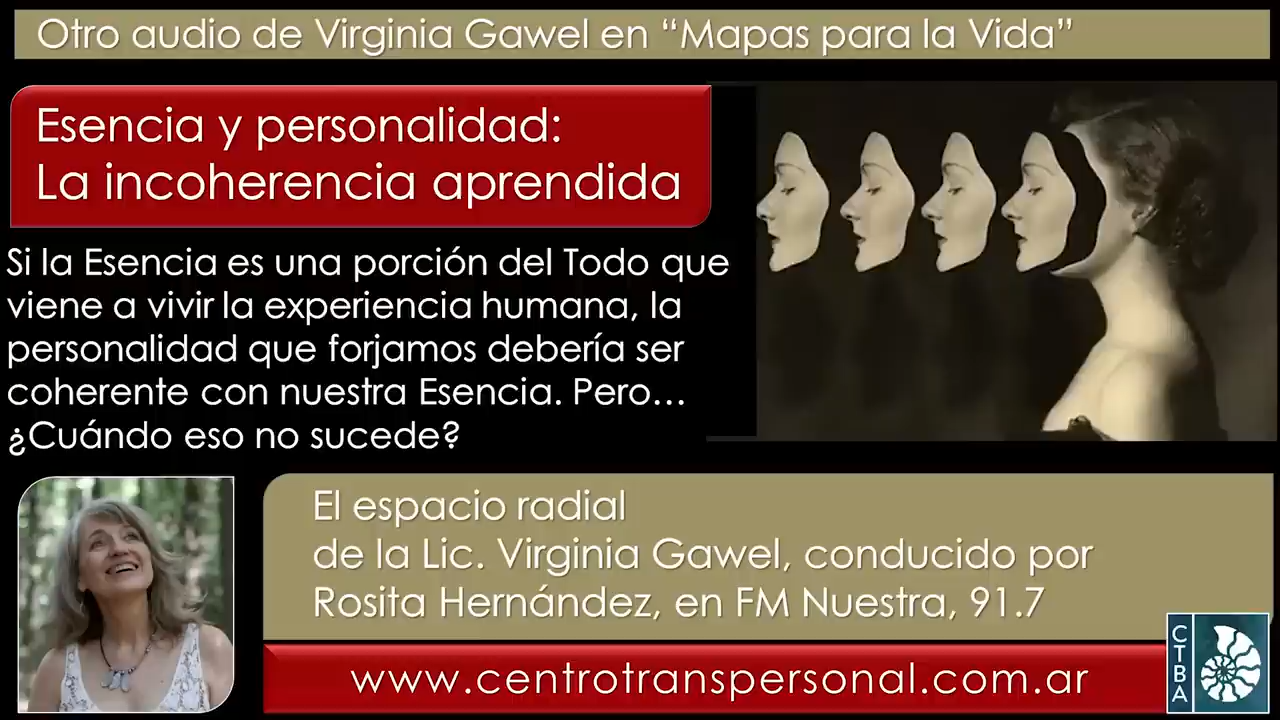 Otro audio de Virginia Gawel en “Mapas para la Vida”
Esencia y personalidad:
La incoherencia aprendida
Si la Esencia es una porción del Todo que
viene a vivir la experiencia humana, la
personalidad que forjamos debería ser
coherente con nuestra Esencia. Pero...
¿Cuándo eso no sucede?
El espacio radial
de la Lic. Virginia Gawel, conducido por
Rosita Hernández, en FM Nuestra, 91.7
www.centrotranspersonal.com.ar
CTBA